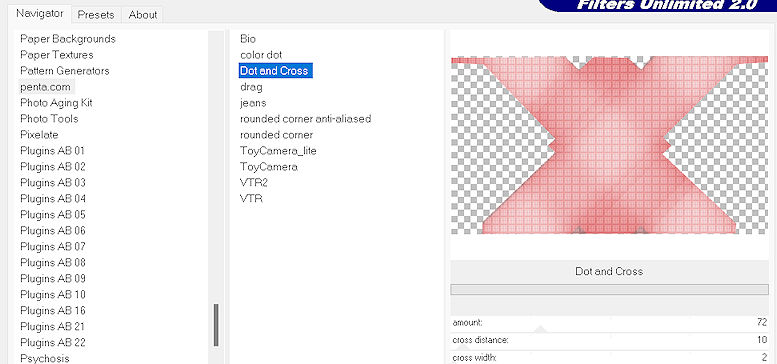 Filters Unlimited 2.0
Navigator
Presets
About
Paper Backgrounds
Paper Textures
Pattern Generators
penta.com
Photo Aging Kit
Photo Tools
Pixelate
Plugins AB 01
Plugins AB 02
Plugins AB 03
Plugins AB 04
Plugins AB 05
Plugins AB 06
Plugins AB 07
Plugins AB 08
Plugins AB 09
Plugins AB 10
Plugins AB 16
Plugins AB 21
Plugins AB 22
Psychosis
Bio
color dot
Dot and Cross
drag
jeans
rounded corner anti-aliased
rounded corner
ToyCamera_lite
ToyCamera
VTR2
VTR
Dot and Cross
amount: 72
cross distance: 10
cross width: 2